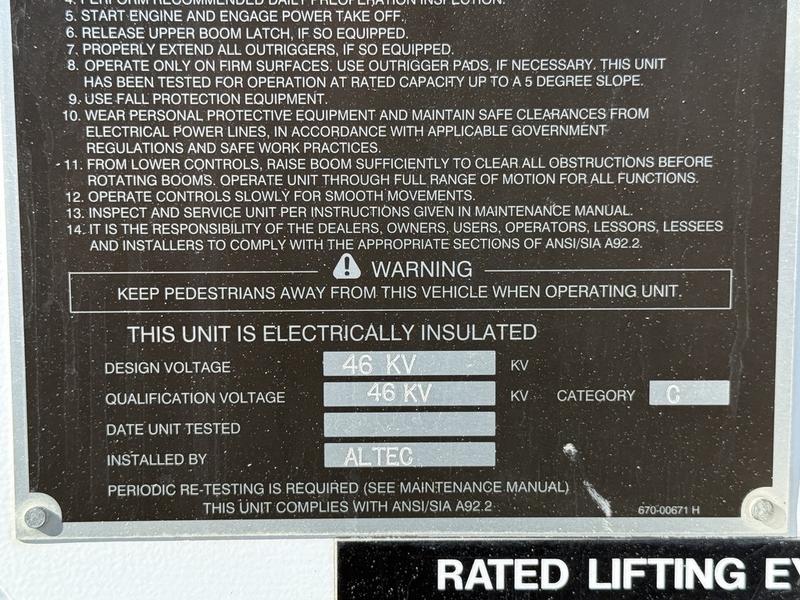 4. PERFORM RECOMMENDED DAILY PREOPERATION INSPECTION.
5. START ENGINE AND ENGAGE POWER TAKE OFF.
6. RELEASE UPPER BOOM LATCH, IF SO EQUIPPED.
7. PROPERLY EXTEND ALL OUTRIGGERS, IF SO EQUIPPED.
8. OPERATE ONLY ON FIRM SURFACES. USE OUTRIGGER PADS, IF NECESSARY. THIS UNIT
HAS BEEN TESTED FOR OPERATION AT RATED CAPACITY UP TO A 5 DEGREE SLOPE.
9. USE FALL PROTECTION EQUIPMENT.
10. WEAR PERSONAL PROTECTIVE EQUIPMENT AND MAINTAIN SAFE CLEARANCES FROM
ELECTRICAL POWER LINES, IN ACCORDANCE WITH APPLICABLE GOVERNMENT
REGULATIONS AND SAFE WORK PRACTICES.
11. FROM LOWER CONTROLS, RAISE BOOM SUFFICIENTLY TO CLEAR ALL OBSTRUCTIONS BEFORE
ROTATING BOOMS. OPERATE UNIT THROUGH FULL RANGE OF MOTION FOR ALL FUNCTIONS.
12. OPERATE CONTROLS SLOWLY FOR SMOOTH MOVEMENTS.
13. INSPECT AND SERVICE UNIT PER INSTRUCTIONS GIVEN IN MAINTENANCE MANUAL.
14. IT IS THE RESPONSIBILITY OF THE DEALERS, OWNERS, USERS, OPERATORS, LESSORS, LESSEES
AND INSTALLERS TO COMPLY WITH THE APPROPRIATE SECTIONS OF ANSI/SIA A92.2.
WARNING
KEEP PEDESTRIANS AWAY FROM THIS VEHICLE WHEN OPERATING UNIT.
THIS UNIT IS ELECTRICALLY INSULATED
DESIGN VOLTAGE 46 KV KV
QUALIFICATION VOLTAGE 46 KV KV CATEGORY C
DATE UNIT TESTED
INSTALLED BY ALTEC
PERIODIC RE-TESTING IS REQUIRED (SEE MAINTENANCE MANUAL)
THIS UNIT COMPLIES WITH ANSI/SIA A92.2
670-00671 H
RATED LIFTING